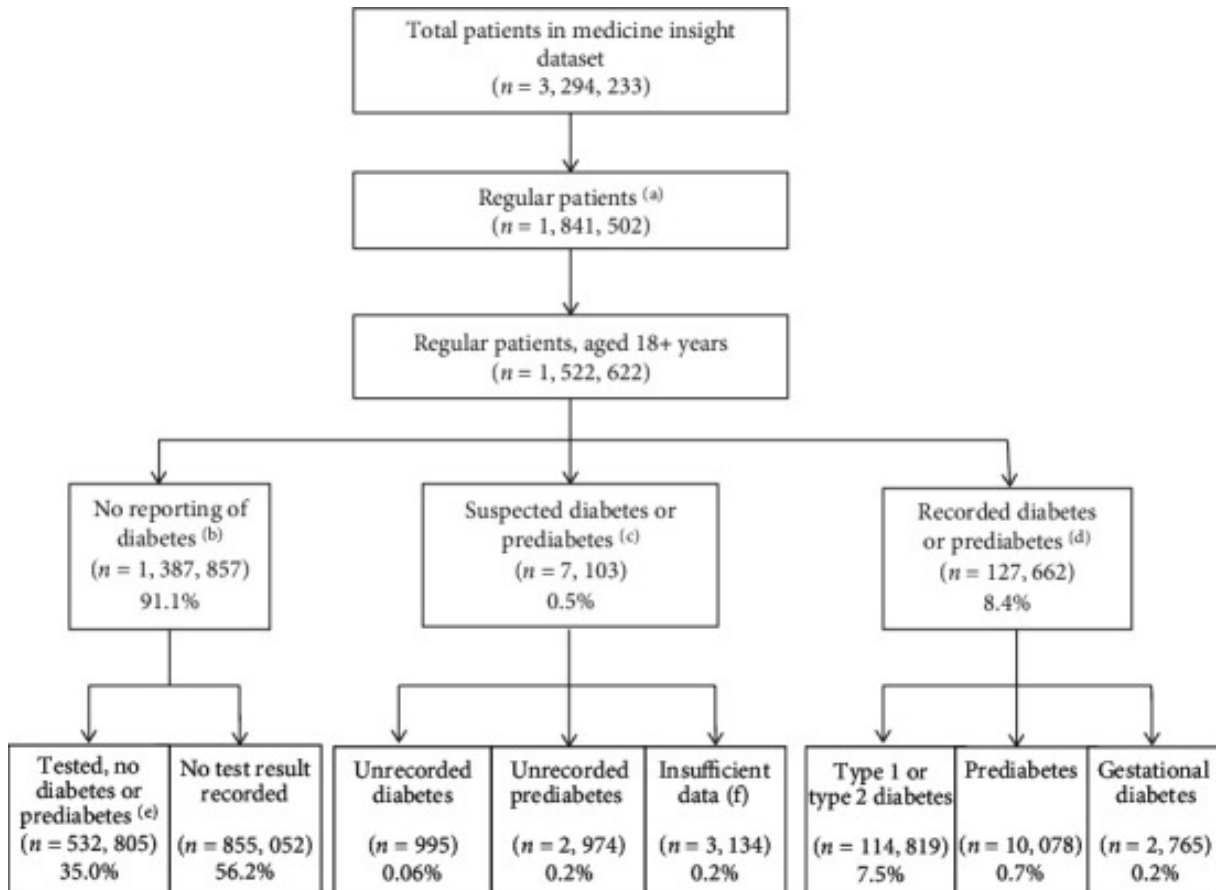 Total patients in medicine insight
dataset
(n = 3, 294, 233)
Regular patients (a)
(n = 1, 841, 502)
Regular patients, aged 18+ years
(n = 1, 522, 622)
No reporting of
diabetes (b)
(n = 1, 387, 857)
91.1%
Suspected diabetes or
prediabetes (c)
(n = 7, 103)
0.5%
Recorded diabetes
or prediabetes (d)
(n = 127, 662)
8.4%
Tested, no
diabetes or
prediabetes (e)
(n = 532, 805)
35.0%
No test result
recorded
(n = 855, 052)
56.2%
Unrecorded
diabetes
(n = 995)
0.06%
Unrecorded
prediabetes
(n = 2, 974)
0.2%
Insufficient
data (f)
(n = 3, 134)
0.2%
Type 1 or
type 2 diabetes
(n = 114, 819)
7.5%
Prediabetes
(n = 10, 078)
0.7%
Gestational
diabetes
(n = 2, 765)
0.2%